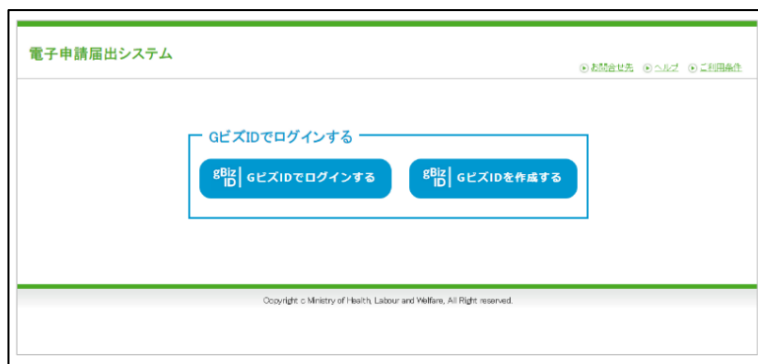 電子申請届出システム
お問合せ先 ヘルプ ご利用条件
GビズIDでログインする
gBiz ID GビズIDでログインする gBiz ID GビズIDを作成する
Copyright c Ministry of Health, Labour and Welfare, All Right reserved.